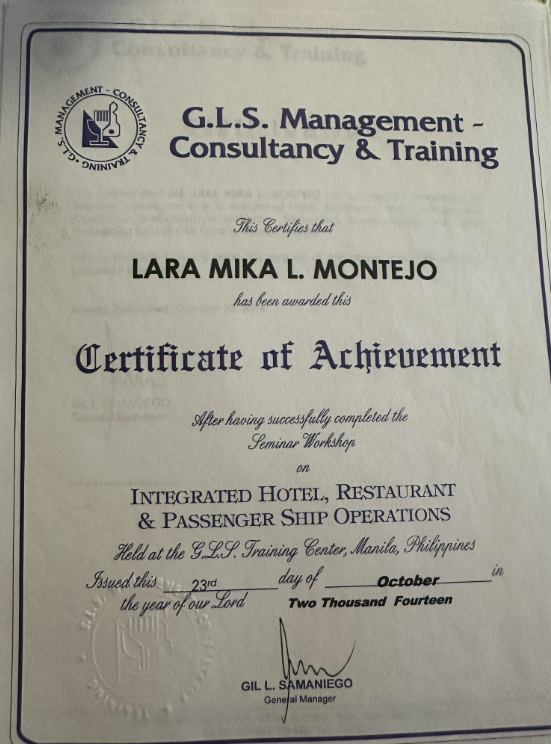 G.L.S. MANAGEMENT - CONSULTANCY & TRAINING
G.L.S. Management -
Consultancy & Training
This Certifies that
LARA MIKA L. MONTEJO
has been awarded this
Certificate of Achievement
After having successfully completed the
Seminar Workshop
on
INTEGRATED HOTEL, RESTAURANT
& PASSENGER SHIP OPERATIONS
Held at the G.L.S. Training Center, Manila, Philippines
Issued this 23rd day of October in
the year of our Lord Two Thousand Fourteen
GIL L. SAMANIEGO
General Manager